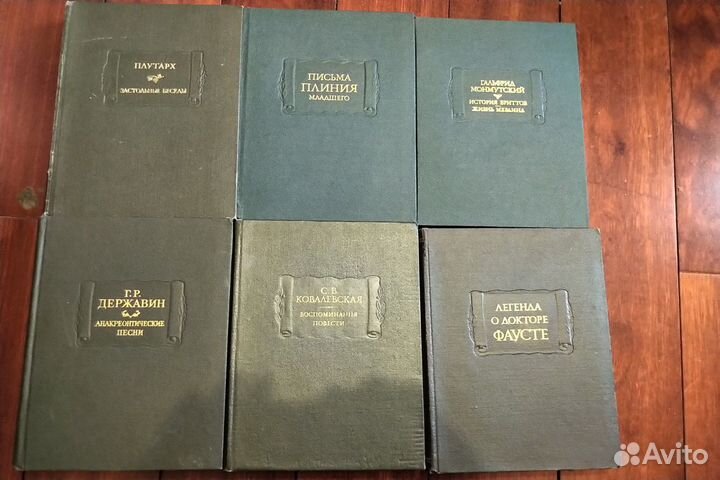 ПЛУТАРХ
ЗАСТОЛЬНЫЕ БЕСЕДЫ
ПИСЬМА
ПЛИНИЯ
МЛАДШЕГО
ГАЛЬФРИД
МОНМУТСКИЙ
ИСТОРИЯ БРИТТОВ
ЖИЗНЬ МЕРЛИНА
Г.Р.
ДЕРЖАВИН
АНАКРЕОНТИЧЕСКИЕ
ПЕСНИ
С.В.
КОВАЛЕВСКАЯ
ВОСПОМИНАНИЯ
ПОВЕСТИ
ЛЕГЕНДА
О ДОКТОРЕ
ФАУСТЕ
Avito